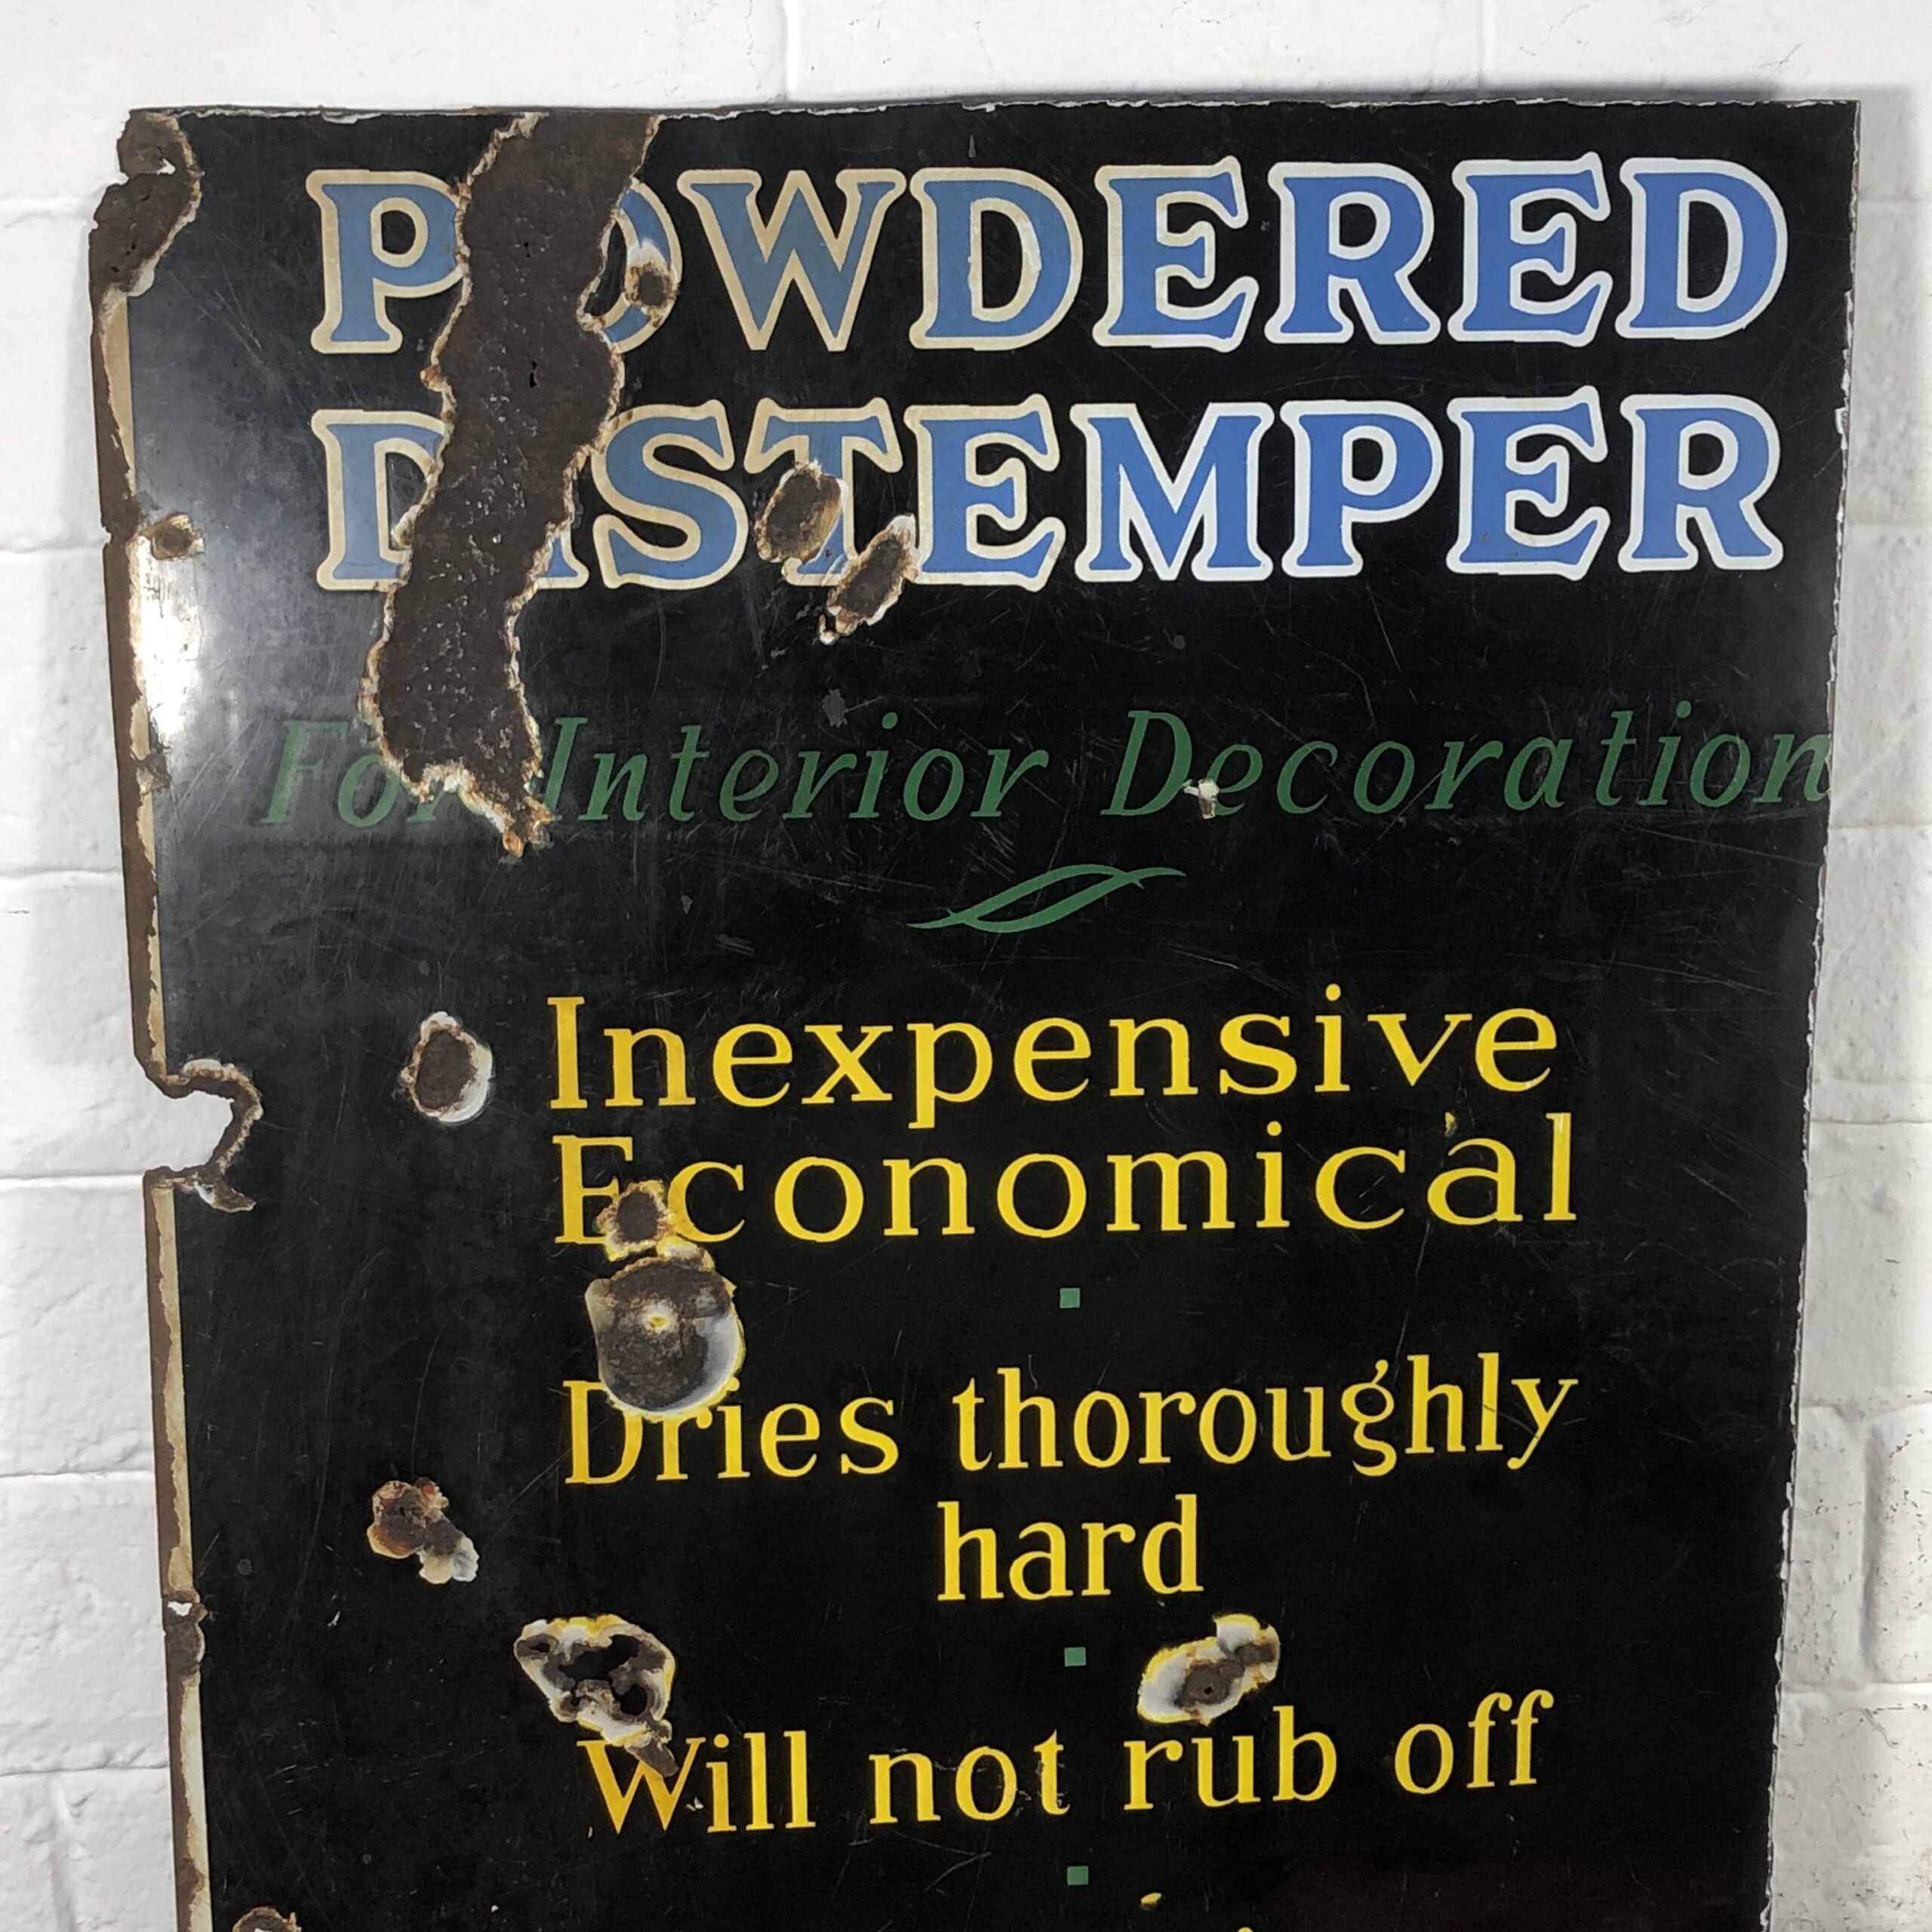 POWDERED
DISTEMPER
For Interior Decoration
Inexpensive
Economical
Dries thoroughly
hard
Will not rub off